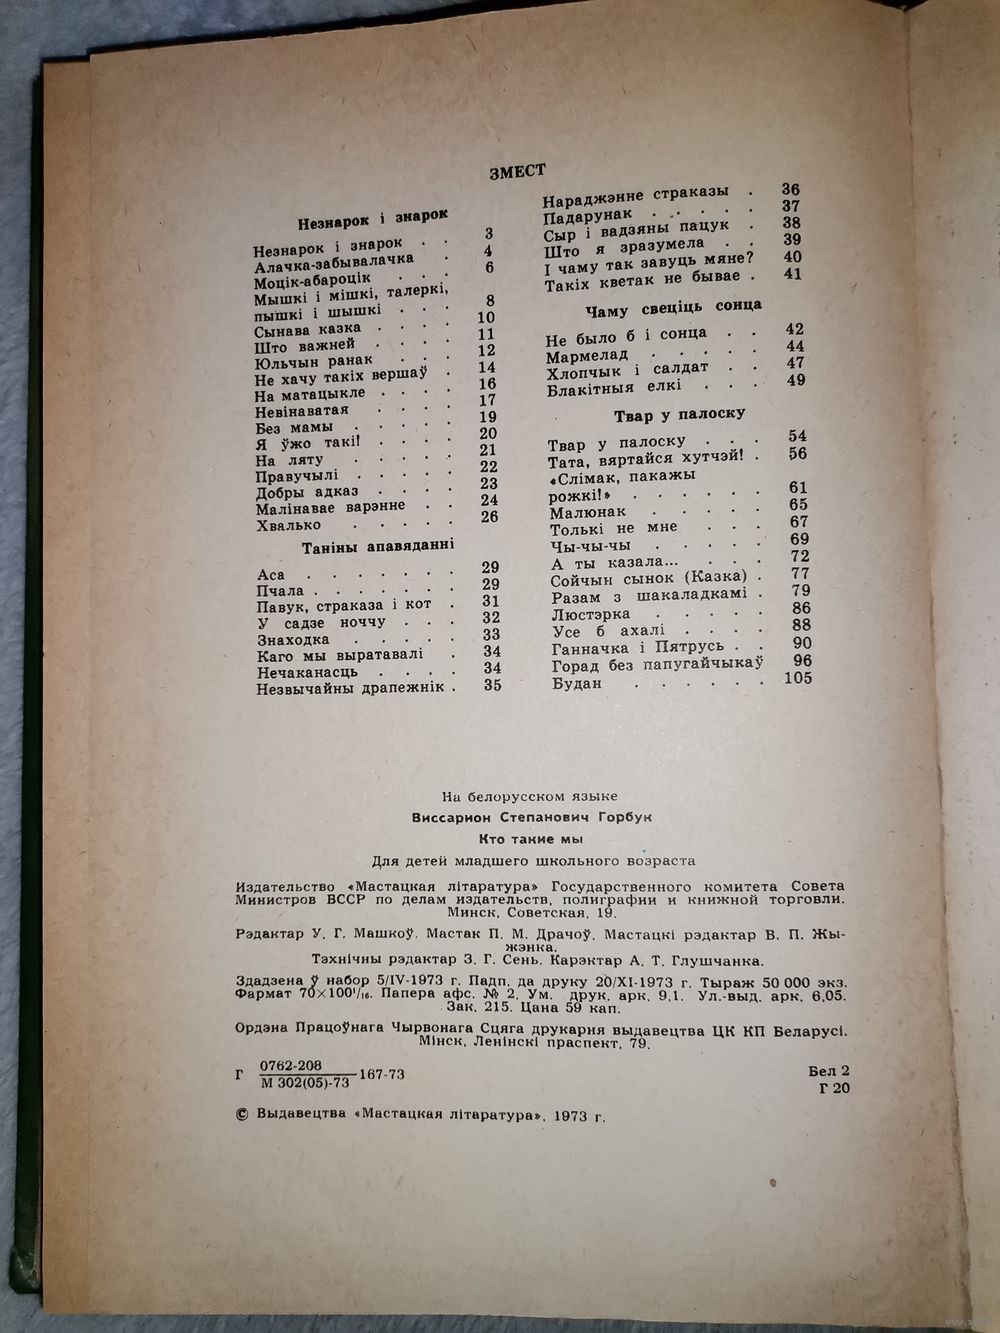 ЗМЕСТ
Незнарок і знарок
Незнарок і знарок . . 3
Алачка-забывалачка . 4
Моцік-абароцік . . . 6
Мышкі і мішкі, талеркі,
пышкі і шышкі . . . 8
Сынава казка . . . . 10
Што важней . . . . 11
Юльчын ранак . . . 12
Не хачу такіх вершаў . 14
На матацыкле . . . . 16
Невінаватая . . . . 17
Без мамы . . . . . 19
Я ўжо такі! . . . . 20
На ляту . . . . . 21
Правучылі . . . . . 22
Добры адказ . . . . 23
Малінавае варэнне . . 24
Хвалько . . . . . 26
Таніны апавяданні
Аса . . . . . . . 29
Пчала . . . . . . . 29
Павук, страказа і кот . 31
У садзе ноччу . . . 32
Знаходка . . . . . 33
Каго мы выратавалі . 34
Нечаканасць . . . . 34
Незвычайны драпежнік . 35
Нараджэнне страказы . 36
Падарунак . . . . . 37
Сыр і вадзяны пацук . 38
Што я зразумела . . 39
І чаму так завуць мяне? 40
Такіх кветак не бывае . 41
Чаму свеціць сонца
Не было б і сонца . . 42
Мармелад . . . . . 44
Хлопчык і салдат . . 47
Блакітныя елкі . . . 49
Твар у палоску
Твар у палоску . . . 54
Тата, вяртайся хутчэй! . 56
«Слімак, пакажы
рожкі!» . . . . . . 61
Малюнак . . . . . 65
Толькі не мне . . . 67
Чы-чы-чы . . . . . 69
А ты казала... . . . 72
Сойчын сынок (Казка) . 77
Разам з шакаладкамі . 79
Люстэрка . . . . . 86
Усе б ахалі . . . . 88
Ганначка і Пятрусь . . 90
Горад без папугайчыкаў 96
Будан . . . . . . 105
На белорусском языке
Виссарион Степанович Горбук
Кто такие мы
Для детей младшего школьного возраста
Издательство «Мастацкая літаратура» Государственного комитета Совета
Министров БССР по делам издательств, полиграфии и книжной торговли.
Минск, Советская, 19.
Рэдактар У. Г. Машкоў. Мастак П. М. Драчоў. Мастацкі рэдактар В. П. Жы-
жэнка.
Тэхнічны рэдактар З. Г. Сень. Карэктар А. Т. Глушчанка.
Здадзена ў набор 5/IV-1973 г. Падп. да друку 20/XI-1973 г. Тыраж 50 000 экз.
Фармат 70×100¹/₁₆. Папера афс. № 2. Ум. друк. арк. 9,1. Ул.-выд. арк. 6,05.
Зак. 215. Цана 59 кап.
Ордэна Працоўнага Чырвонага Сцяга друкарня выдавецтва ЦК КП Беларусі.
Мінск, Ленінскі праспект, 79.
Г 0762-208
М 302(05)-73 167-73
Бел 2
Г 20
© Выдавецтва «Мастацкая літаратура», 1973 г.